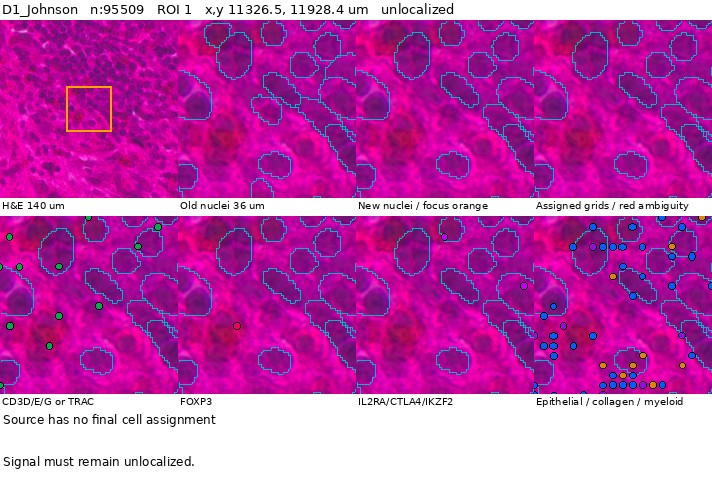 D1_Johnson n:95509 ROI 1 x,y 11326.5, 11928.4 um unlocalized
H&E 140 um
Old nuclei 36 um
New nuclei / focus orange
Assigned grids / red ambiguity
CD3D/E/G or TRAC
FOXP3
IL2RA/CTLA4/IKZF2
Epithelial / collagen / myeloid
Source has no final cell assignment
Signal must remain unlocalized.